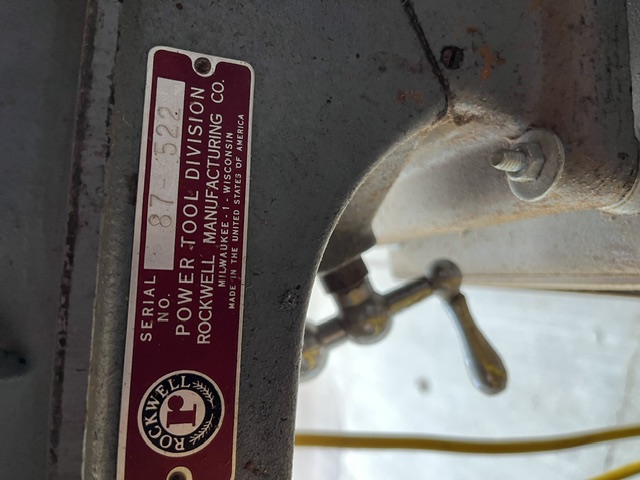 SERIAL
NO. 87-522
POWER TOOL DIVISION
ROCKWELL MANUFACTURING CO.
MILWAUKEE - 1 - WISCONSIN
MADE IN THE UNITED STATES OF AMERICA
ROCKWELL
r